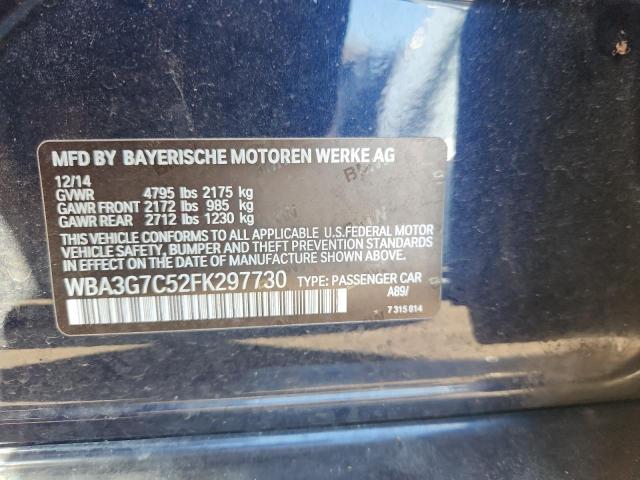 MFD BY BAYERISCHE MOTOREN WERKE AG
12/14
GVWR 4795 lbs 2175 kg
GAWR FRONT 2172 lbs 985 kg
GAWR REAR 2712 lbs 1230 kg
THIS VEHICLE CONFORMS TO ALL APPLICABLE U.S.FEDERAL MOTOR
VEHICLE SAFETY, BUMPER AND THEFT PREVENTION STANDARDS
IN EFFECT ON THE DATE OF MANUFACTURE SHOWN ABOVE.
WBA3G7C52FK297730 TYPE: PASSENGER CAR
A89/
7 315 814